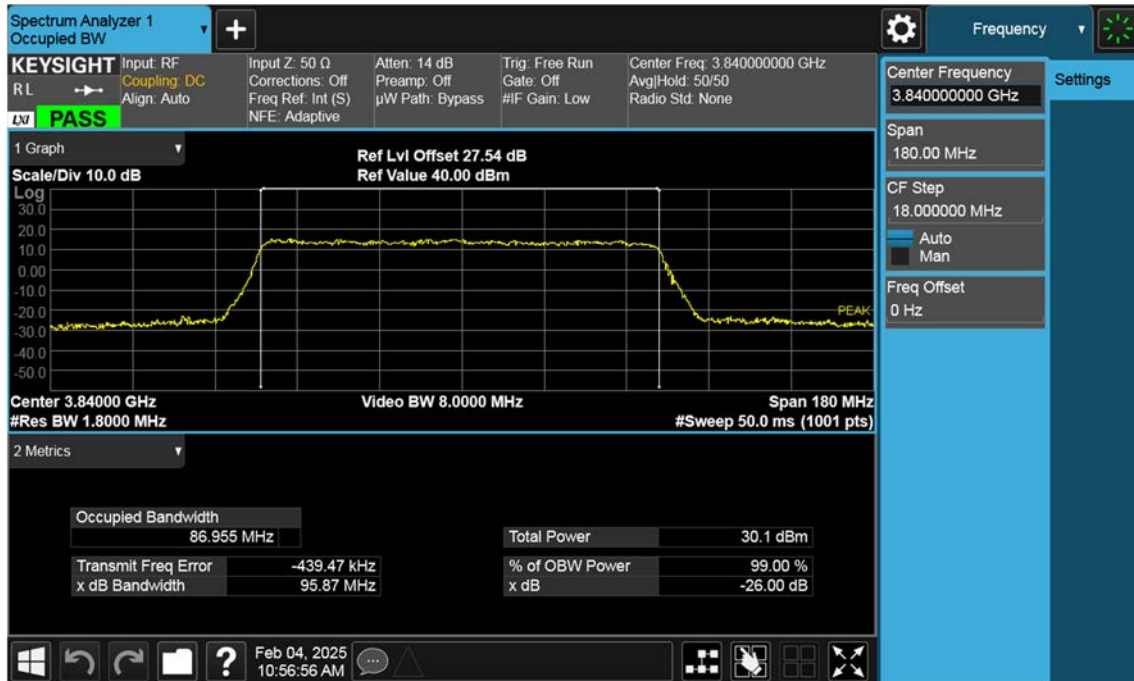 Spectrum Analyzer 1
Occupied BW
+
Frequency
KEYSIGHT
RL
LXI
PASS
Input: RF
Coupling: DC
Align: Auto
Input Z: 50 Ω
Corrections: Off
Freq Ref: Int (S)
NFE: Adaptive
Atten: 14 dB
Preamp: Off
µW Path: Bypass
Trig: Free Run
Gate: Off
#IF Gain: Low
Center Freq: 3.840000000 GHz
Avg|Hold: 50/50
Radio Std: None
Center Frequency
3.840000000 GHz
Settings
Span
180.00 MHz
CF Step
18.000000 MHz
Auto
Man
Freq Offset
0 Hz
1 Graph
Scale/Div 10.0 dB
Ref Lvl Offset 27.54 dB
Ref Value 40.00 dBm
Log
30.0
20.0
10.0
0.00
-10.0
-20.0
-30.0
-40.0
-50.0
PEAK
Center 3.84000 GHz
#Res BW 1.8000 MHz
Video BW 8.0000 MHz
Span 180 MHz
#Sweep 50.0 ms (1001 pts)
2 Metrics
Occupied Bandwidth
86.955 MHz
Total Power 30.1 dBm
Transmit Freq Error -439.47 kHz
% of OBW Power 99.00 %
x dB Bandwidth 95.87 MHz
x dB -26.00 dB
?
Feb 04, 2025
10:56:56 AM